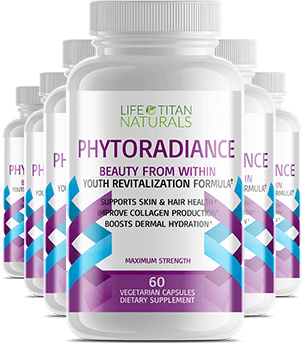 LIFE TITAN
NATURALS
PHYTORADIANCE
BEAUTY FROM WITHIN
YOUTH REVITALIZATION FORMULA†
SUPPORTS SKIN & HAIR HEALTH†
IMPROVE COLLAGEN PRODUCTION†
BOOSTS DERMAL HYDRATION†
MAXIMUM STRENGTH
60
VEGETARIAN CAPSULES
DIETARY SUPPLEMENT